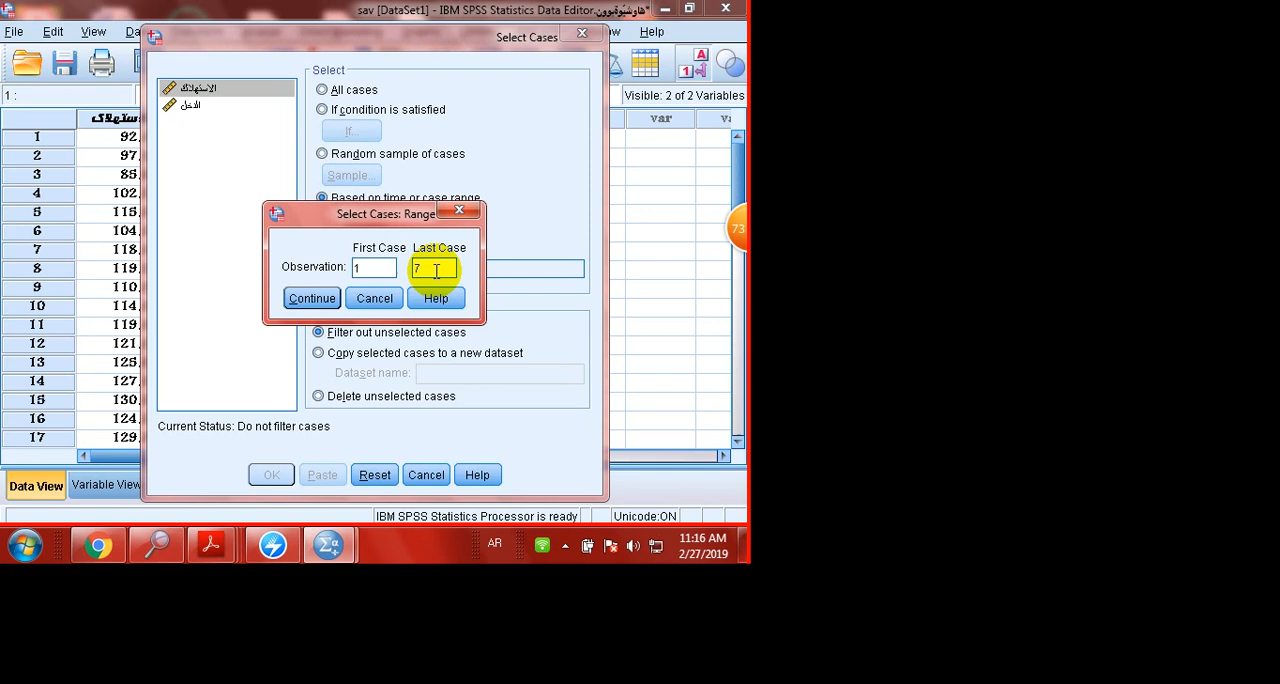 *هاوشێوةبوون.sav [DataSet1] - IBM SPSS Statistics Data Editor
File Edit View Da Help
Select Cases
1 :
Visible: 2 of 2 Variables
الاستهلاك
الدخل
Select
All cases
If condition is satisfied
If...
Random sample of cases
Sample...
Based on time or case range
Select Cases: Range
First Case Last Case
Observation: 1 7
Continue Cancel Help
Filter out unselected cases
Copy selected cases to a new dataset
Dataset name:
Delete unselected cases
Current Status: Do not filter cases
OK Paste Reset Cancel Help
var
1 92
2 97
3 85
4 102
5 115
6 104
7 118
8 119
9 110
10 114
11 119
12 121
13 125
14 127
15 130
16 124
17 129
73
Data View Variable View
IBM SPSS Statistics Processor is ready Unicode:ON
AR
11:16 AM
2/27/2019